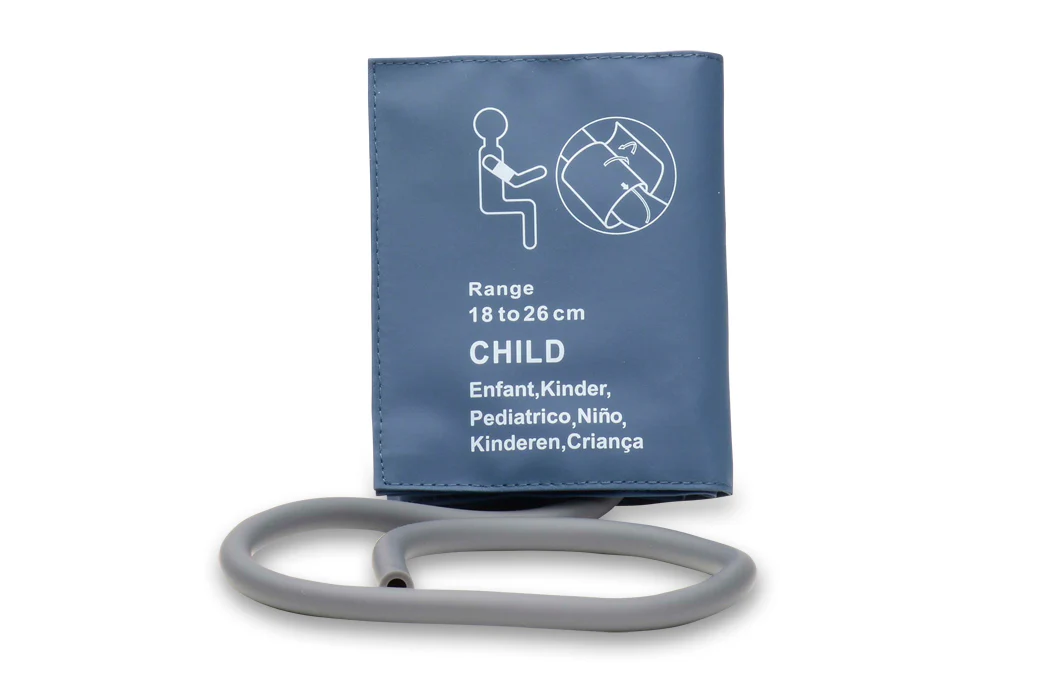 Range
18 to 26 cm
CHILD
Enfant,Kinder,
Pediatrico,Niño,
Kinderen,Criança